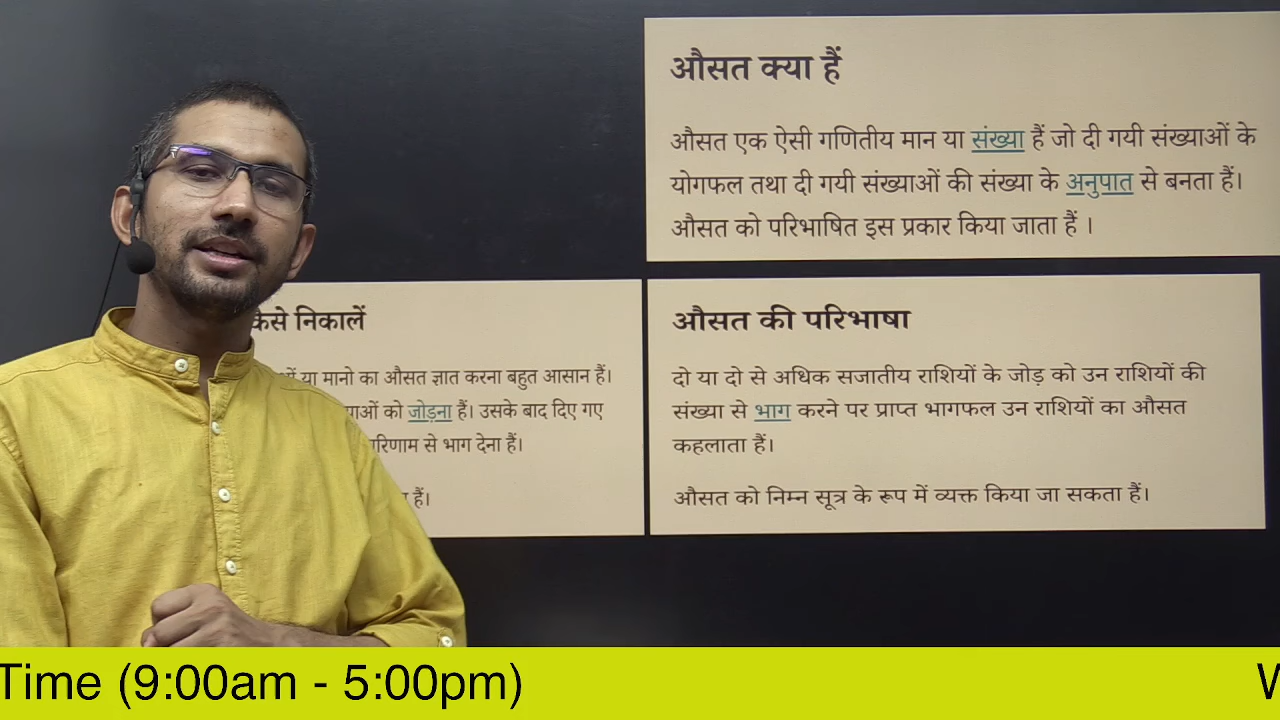 औसत क्या हैं
औसत एक ऐसी गणितीय मान या संख्या हैं जो दी गयी संख्याओं के
योगफल तथा दी गयी संख्याओं की संख्या के अनुपात से बनता हैं।
औसत को परिभाषित इस प्रकार किया जाता हैं ।
कैसे निकालें
या मानो का औसत ज्ञात करना बहुत आसान हैं।
को जोड़ना हैं। उसके बाद दिए गए
से भाग देना हैं।
हैं।
औसत की परिभाषा
दो या दो से अधिक सजातीय राशियों के जोड़ को उन राशियों की
संख्या से भाग करने पर प्राप्त भागफल उन राशियों का औसत
कहलाता हैं।
औसत को निम्न सूत्र के रूप में व्यक्त किया जा सकता हैं।
Time (9:00am - 5:00pm)